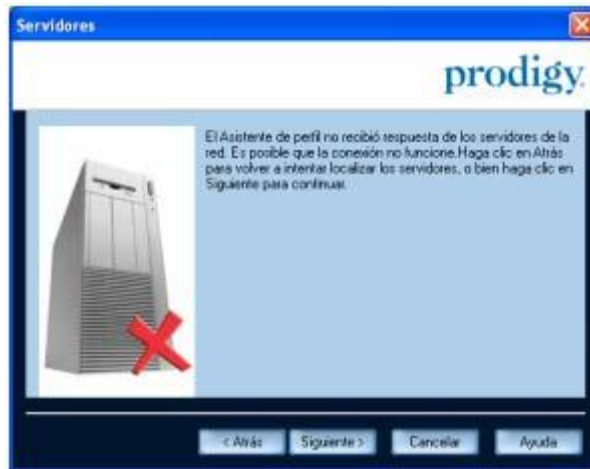 Servidores
prodigy
El Asistente de perfil no recibió respuesta de los servidores de la
red. Es posible que la conexión no funcione.Haga clic en Atrás
para volver a intentar localizar los servidores, o bien haga clic en
Siguiente para continuar.
< Atrás Siguiente > Cancelar Ayuda